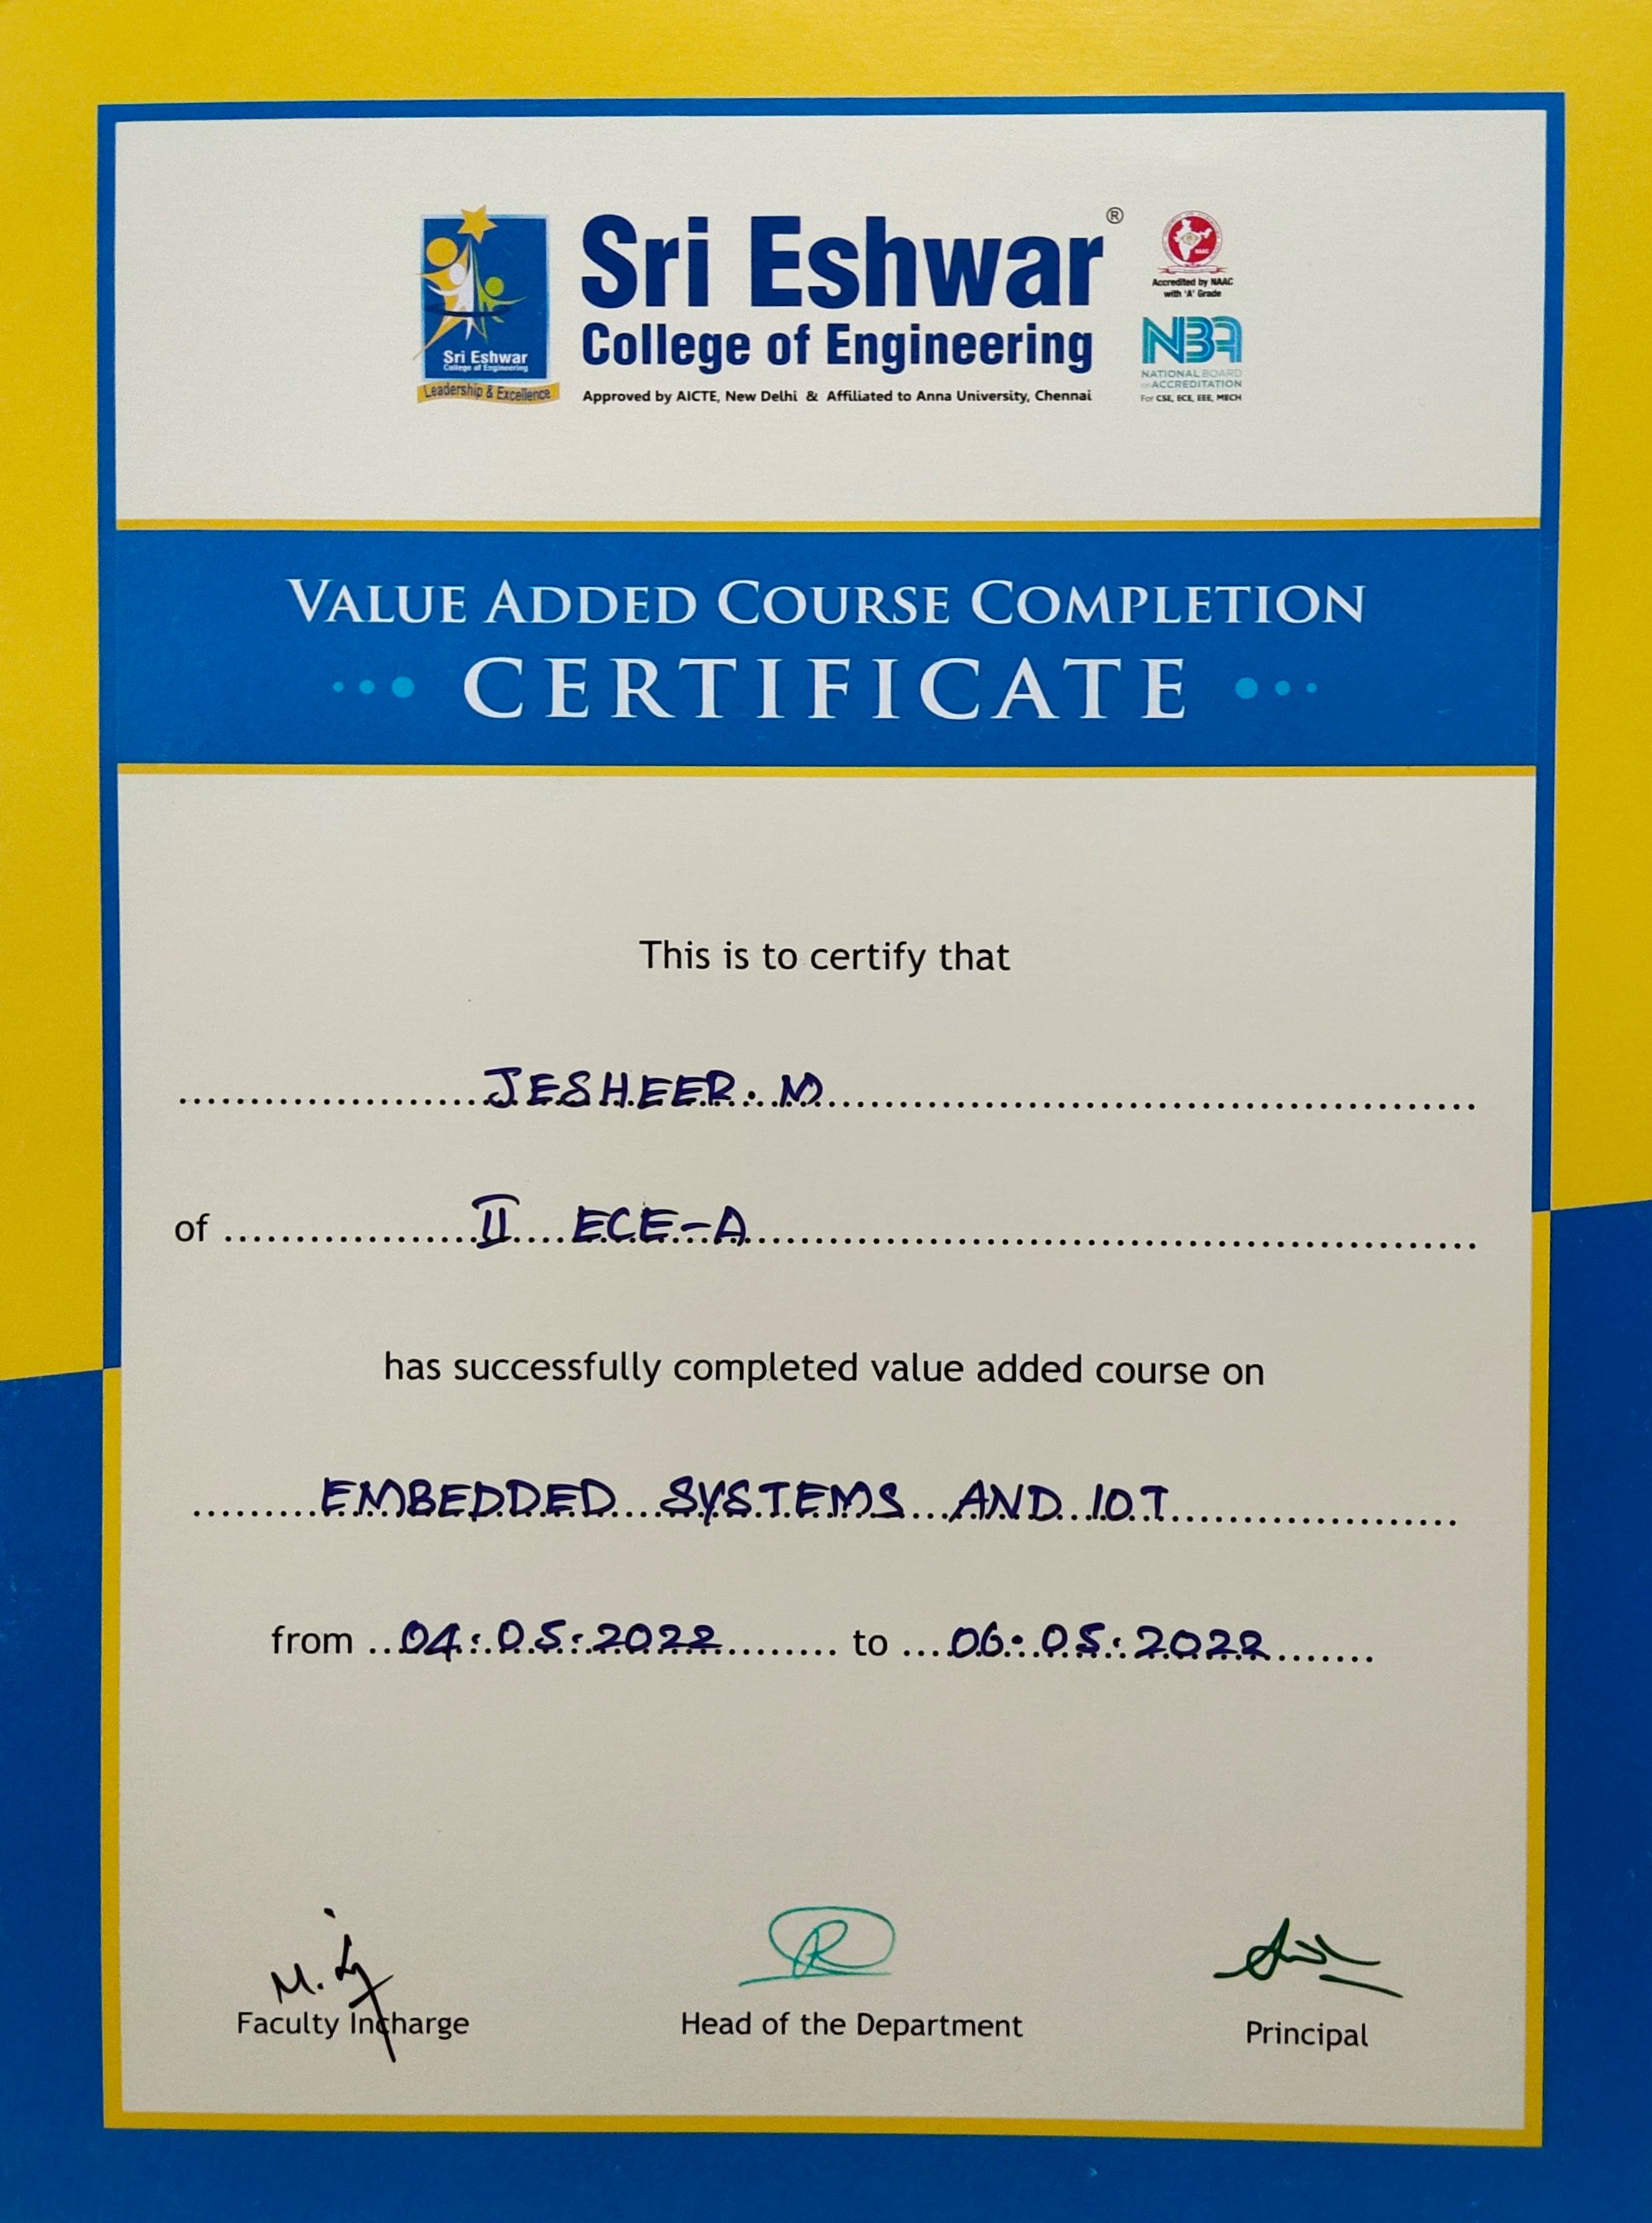 Sri Eshwar®
College of Engineering
Approved by AICTE, New Delhi & Affiliated to Anna University, Chennai
Sri Eshwar
College of Engineering
Leadership & Excellence
NAAC
Accredited by NAAC
with 'A' Grade
NBA
NATIONAL BOARD
of ACCREDITATION
For CSE, ECE, EEE, MECH
VALUE ADDED COURSE COMPLETION
CERTIFICATE
This is to certify that
JESHEER. M
of II ECE-A
has successfully completed value added course on
EMBEDDED SYSTEMS AND IOT
from 04.05.2022 to 06.05.2022
Faculty Incharge
Head of the Department
Principal